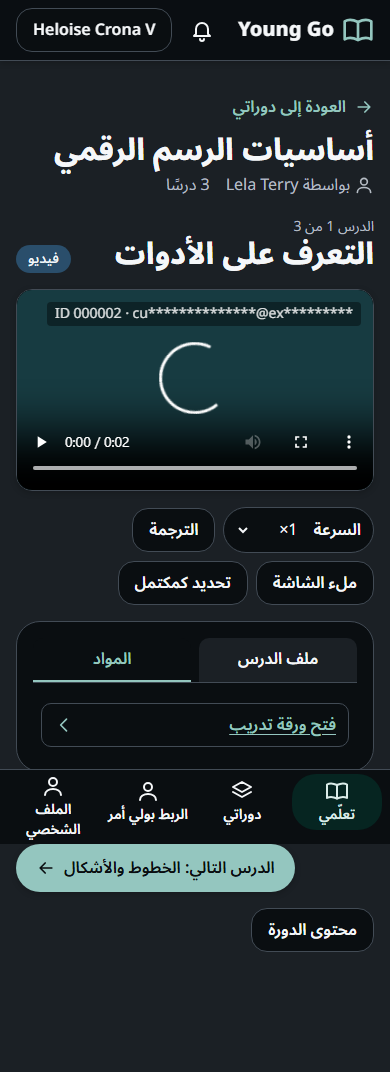 Young Go
Heloise Crona V
العودة إلى دوراتي
أساسيات الرسم الرقمي
بواسطة Lela Terry
3 درسًا
الدرس 1 من 3
التعرف على الأدوات
فيديو
ID 000002 · cu**************@ex*********
0:00 / 0:02
السرعة
1×
الترجمة
ملء الشاشة
تحديد كمكتمل
ملف الدرس
المواد
فتح ورقة تدريب
تعلّمي
دوراتي
الربط بولي أمر
الملف
الشخصي
الدرس التالي: الخطوط والأشكال
محتوى الدورة